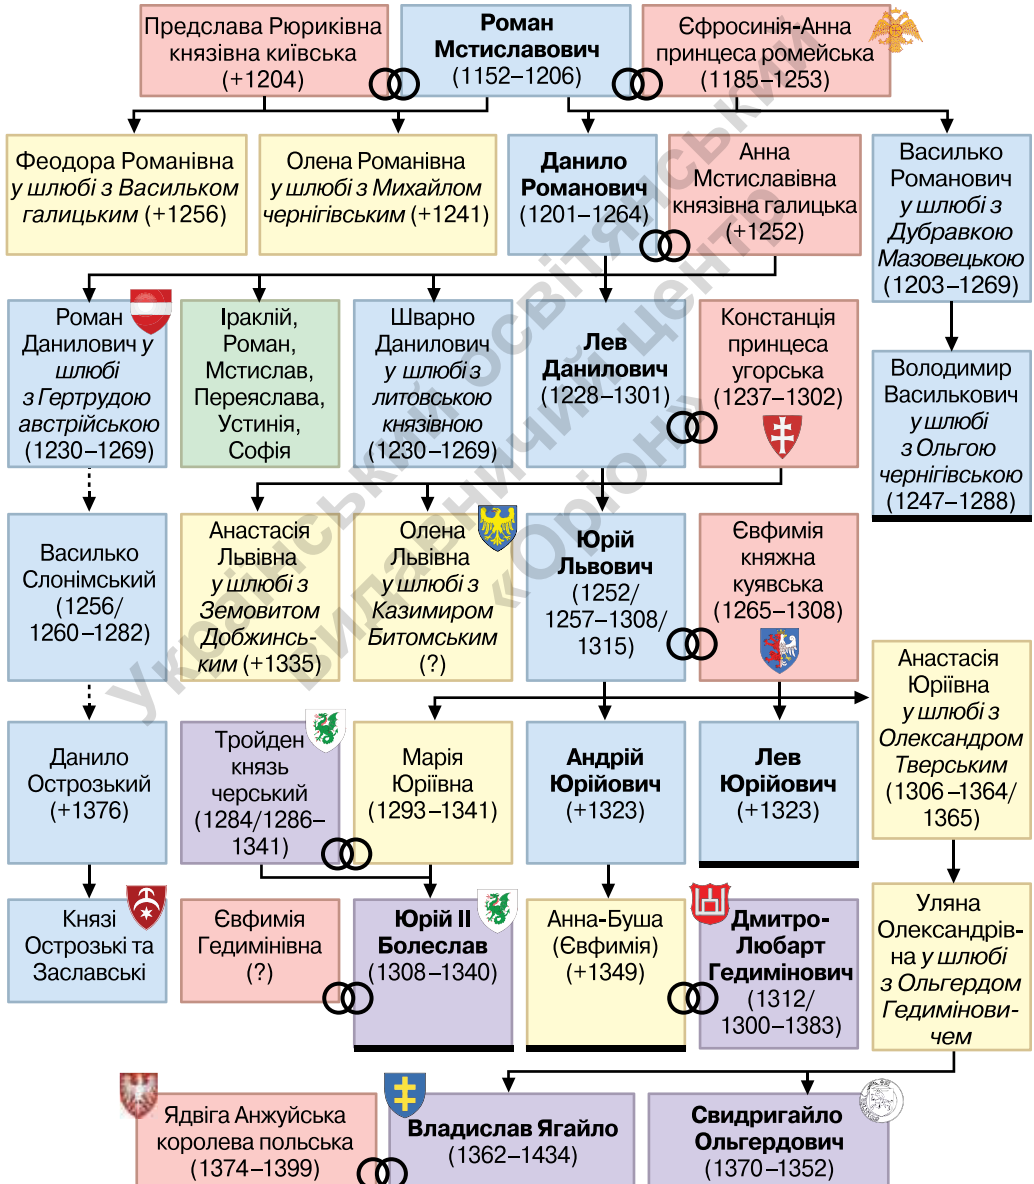 Предслава Рюриківна
князівна київська
(+1204)
Роман
Мстиславович
(1152–1206)
Єфросинія-Анна
принцеса ромейська
(1185–1253)
Феодора Романівна
у шлюбі з Васильком
галицьким (+1256)
Олена Романівна
у шлюбі з Михайлом
чернігівським (+1241)
Данило
Романович
(1201–1264)
Анна
Мстиславівна
князівна галицька
(+1252)
Василько
Романович
у шлюбі з
Дубравкою
Мазовецькою
(1203–1269)
Роман
Данилович у
шлюбі
з Гертрудою
австрійською
(1230–1269)
Іраклій,
Роман,
Мстислав,
Переяслава,
Устинія,
Софія
Шварно
Данилович
у шлюбі з
литовською
князівною
(1230–1269)
Лев
Данилович
(1228–1301)
Констанція
принцеса
угорська
(1237–1302)
Володимир
Василькович
у шлюбі
з Ольгою
чернігівською
(1247–1288)
Василько
Слонімський
(1256/
1260–1282)
Анастасія
Львівна
у шлюбі з
Земовитом
Добжинсь-
ким (+1335)
Олена
Львівна
у шлюбі з
Казимиром
Битомським
(?)
Юрій
Львович
(1252/
1257–1308/
1315)
Євфимія
княжна
куявська
(1265–1308)
Анастасія
Юріївна
у шлюбі з
Олександром
Тверським
(1306–1364/
1365)
Данило
Острозький
(+1376)
Тройден
князь
черський
(1284/1286–
1341)
Марія
Юріївна
(1293–1341)
Андрій
Юрійович
(+1323)
Лев
Юрійович
(+1323)
Князі
Острозькі та
Заславські
Євфимія
Гедимінівна
(?)
Юрій II
Болеслав
(1308–1340)
Анна-Буша
(Євфимія)
(+1349)
Дмитро-
Любарт
Гедимінович
(1312/
1300–1383)
Уляна
Олександрів-
на у шлюбі
з Ольгердом
Гедимінови-
чем
Ядвіга Анжуйська
королева польська
(1374–1399)
Владислав Ягайло
(1362–1434)
Свидригайло
Ольгердович
(1370–1352)
Український освітянський
видавничий центр
«Оріон»